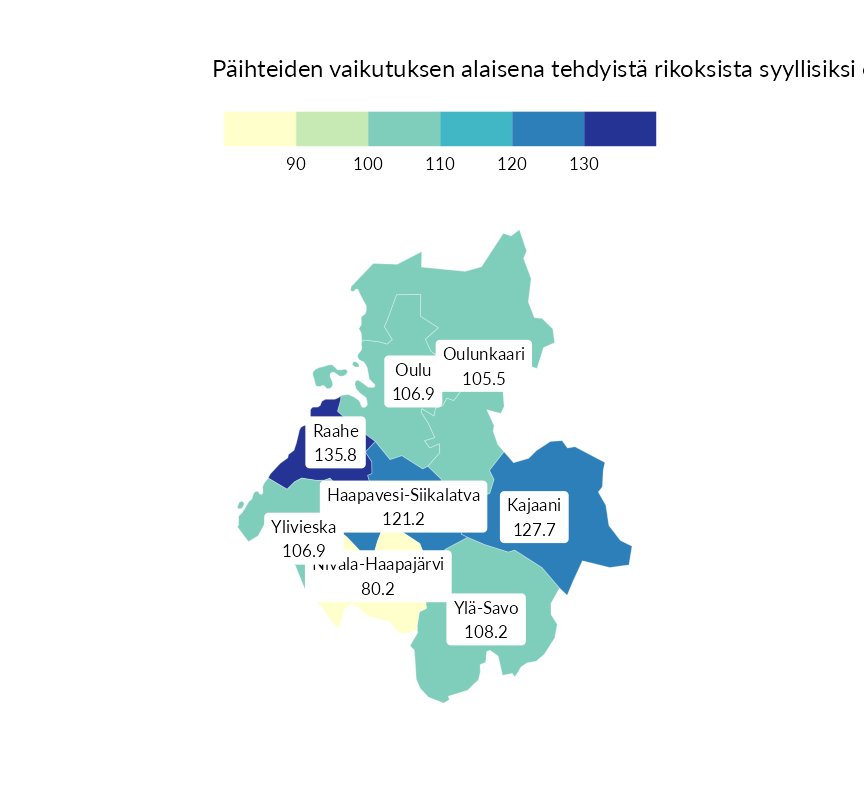 Päihteiden vaikutuksen alaisena tehdyistä rikoksista syyllisiksi
90 100 110 120 130
Oulunkaari
105.5
Oulu
106.9
Raahe
135.8
Haapavesi-Siikalatva
121.2
Kajaani
127.7
Ylivieska
106.9
Nivala-Haapajärvi
80.2
Ylä-Savo
108.2